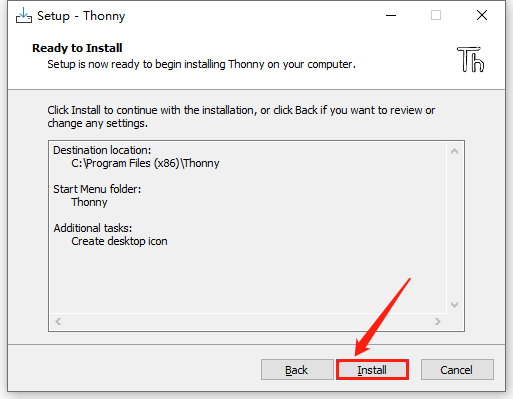 Setup - Thonny
Ready to Install
Setup is now ready to begin installing Thonny on your computer.
Th
Click Install to continue with the installation, or click Back if you want to review or
change any settings.
Destination location:
C:\Program Files (x86)\Thonny
Start Menu folder:
Thonny
Additional tasks:
Create desktop icon
Back
Install
Cancel